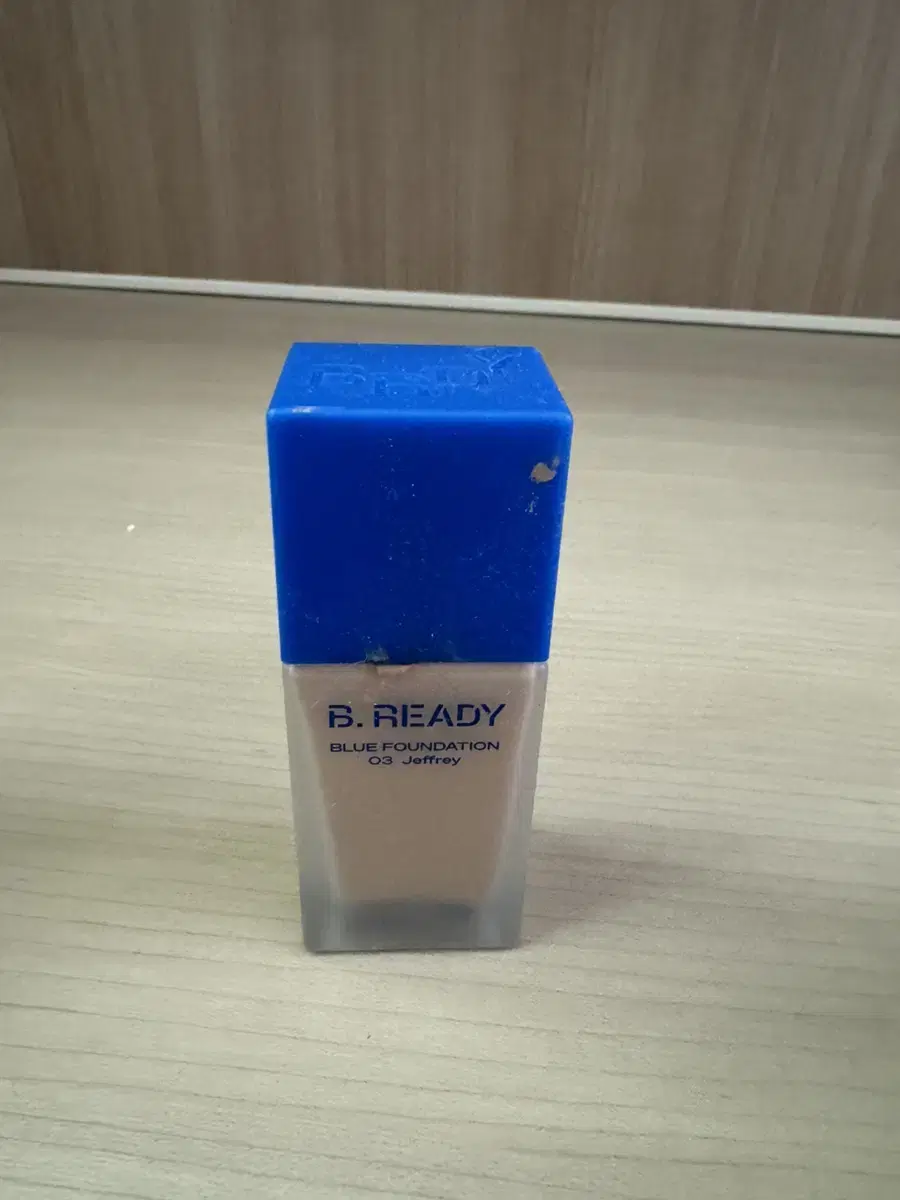 B. READY
BLUE FOUNDATION
03 Jeffrey